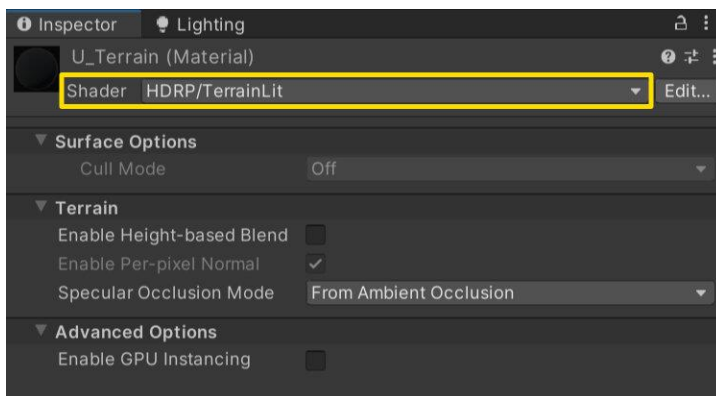 Inspector Lighting
U_Terrain (Material)
Shader HDRP/TerrainLit Edit...
Surface Options
Cull Mode Off
Terrain
Enable Height-based Blend
Enable Per-pixel Normal
Specular Occlusion Mode From Ambient Occlusion
Advanced Options
Enable GPU Instancing